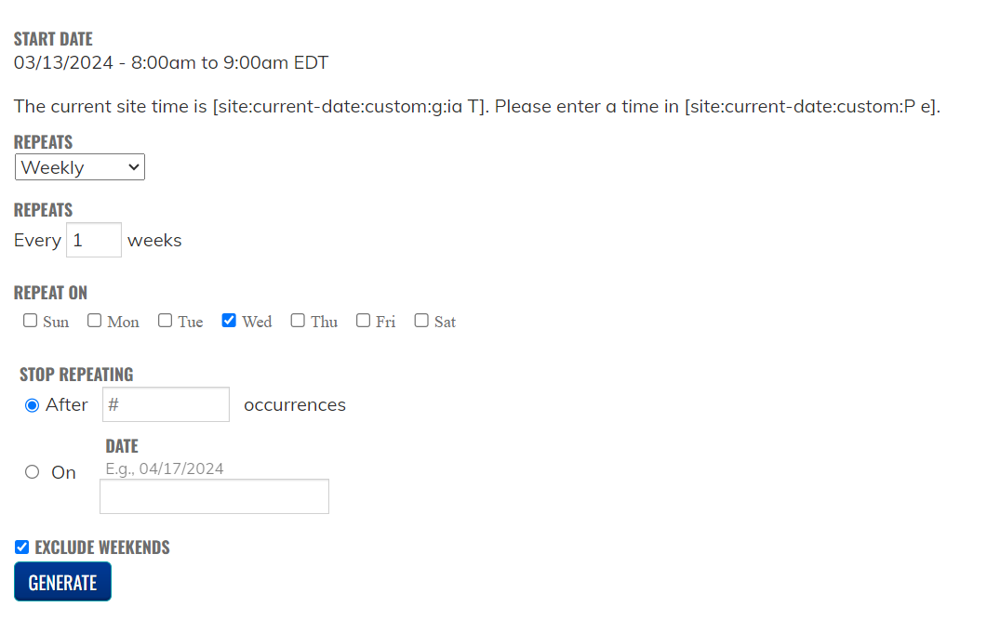 START DATE
03/13/2024 - 8:00am to 9:00am EDT
The current site time is [site:current-date:custom:g:ia T]. Please enter a time in [site:current-date:custom:P e].
REPEATS
Weekly
REPEATS
Every 1 weeks
REPEAT ON
Sun Mon Tue Wed Thu Fri Sat
STOP REPEATING
After # occurrences
DATE
E.g., 04/17/2024
On
EXCLUDE WEEKENDS
GENERATE